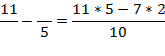 11/ − /5 = (11 ∗ 5 − 7 ∗ 2)/10